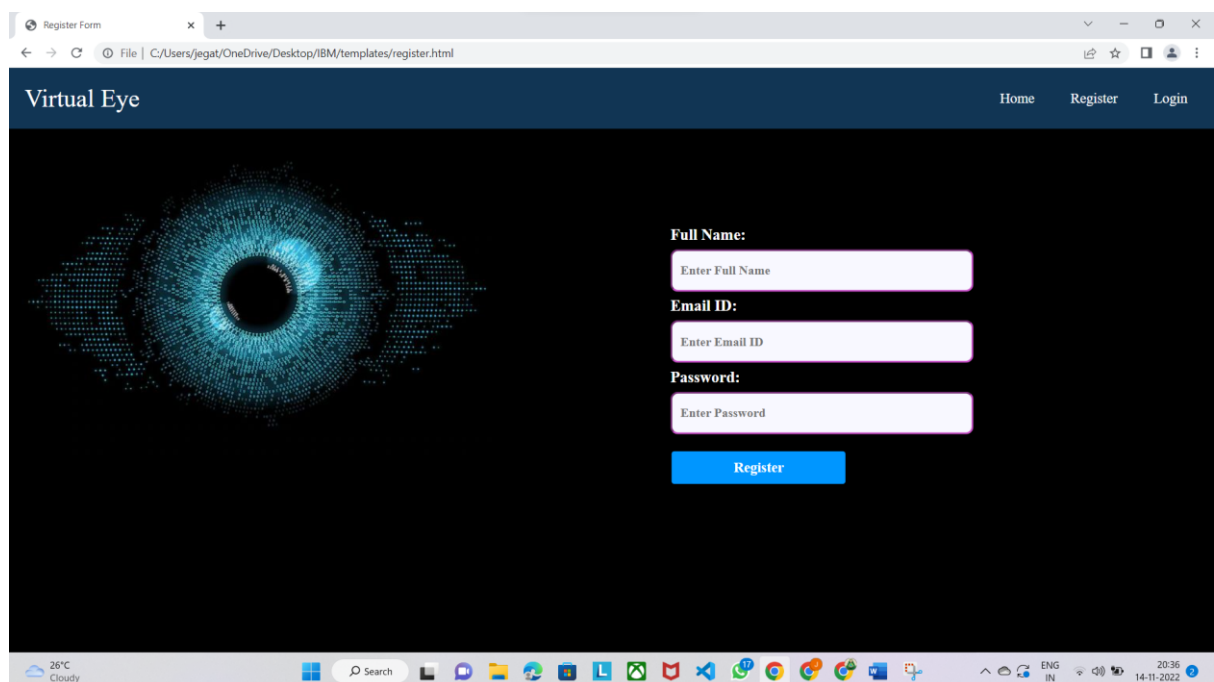 Register Form
File | C:/Users/jegat/OneDrive/Desktop/IBM/templates/register.html
Virtual Eye
Home Register Login
Full Name:
Enter Full Name
Email ID:
Enter Email ID
Password:
Enter Password
Register
26°C
Cloudy
Search
L
17
J
ENG
IN
20:36
14-11-2022
2